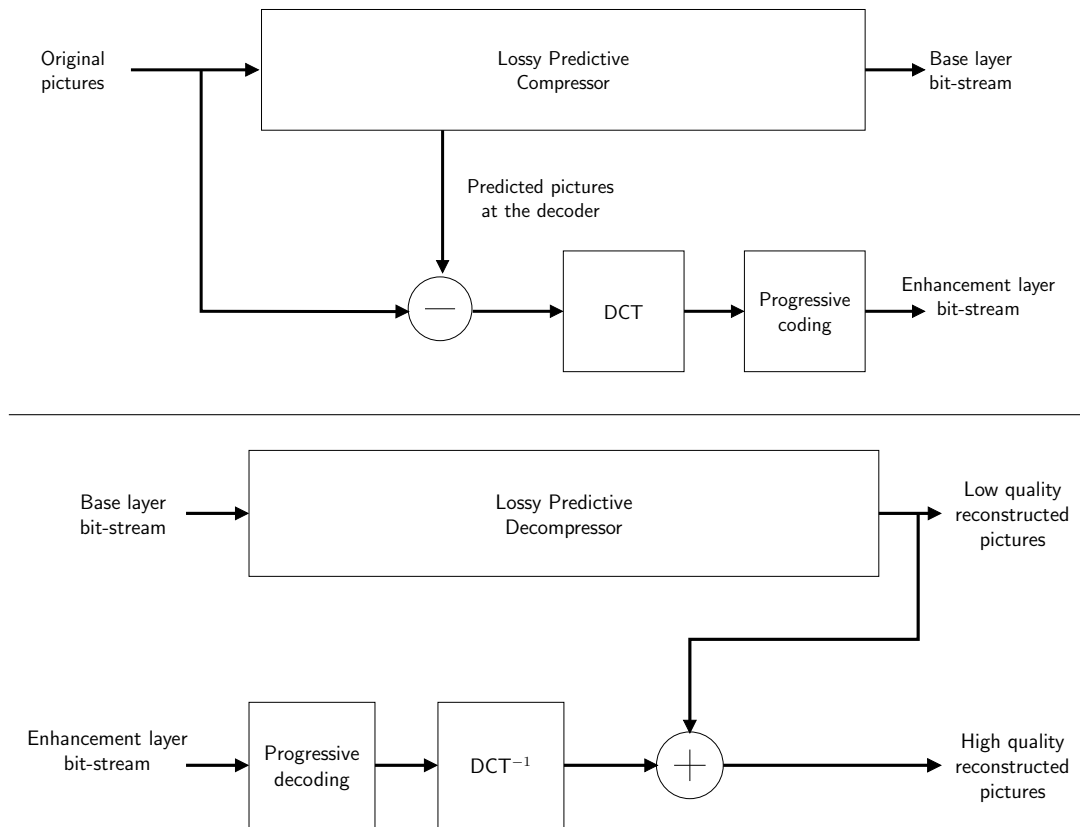 Original
pictures
Lossy Predictive
Compressor
Base layer
bit-stream
Predicted pictures
at the decoder
—
DCT
Progressive
coding
Enhancement layer
bit-stream
Base layer
bit-stream
Lossy Predictive
Decompressor
Low quality
reconstructed
pictures
Enhancement layer
bit-stream
Progressive
decoding
DCT⁻¹
+
High quality
reconstructed
pictures